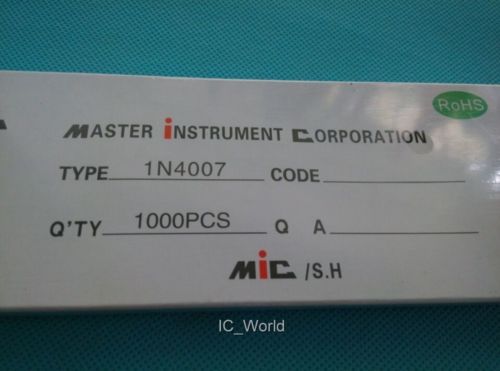 RoHS
MASTER iNSTRUMENT CORPORATION
TYPE 1N4007 CODE
Q'TY 1000PCS Q A
MiC /S.H
IC_World